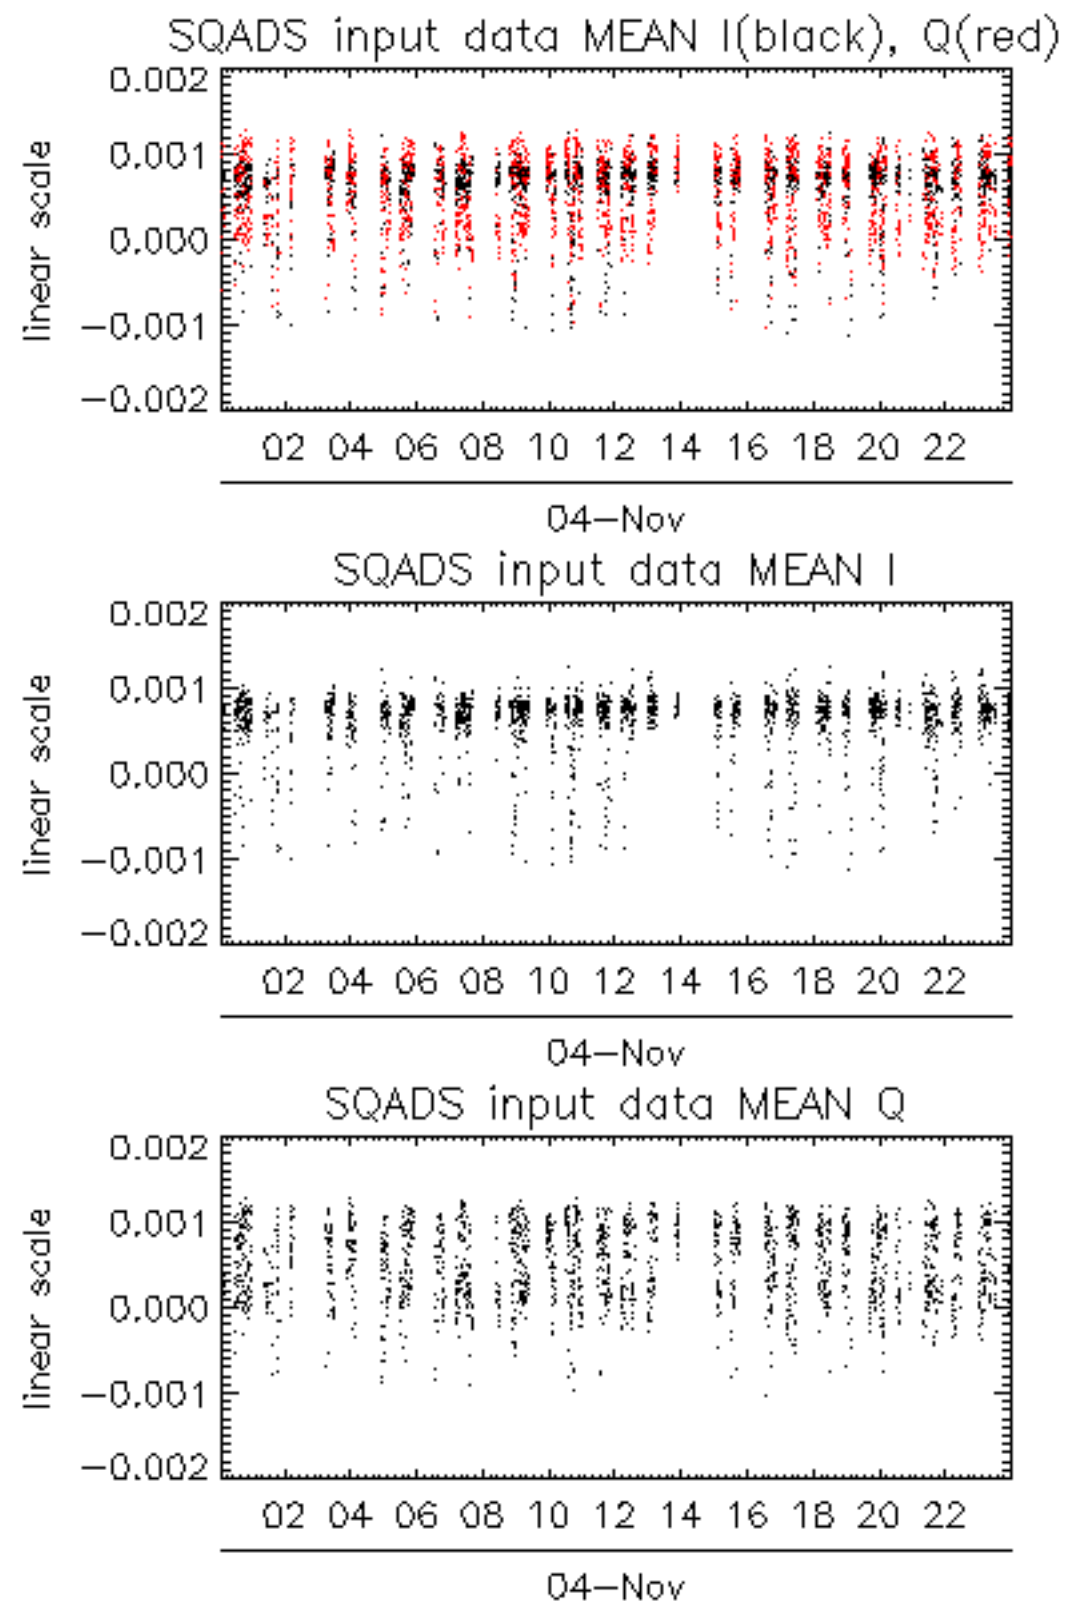 SQADS input data MEAN I(black), Q(red)
0.002
0.001
0.000
-0.001
-0.002
linear scale
02 04 06 08 10 12 14 16 18 20 22
04-Nov
SQADS input data MEAN I
0.002
0.001
0.000
-0.001
-0.002
linear scale
02 04 06 08 10 12 14 16 18 20 22
04-Nov
SQADS input data MEAN Q
0.002
0.001
0.000
-0.001
-0.002
linear scale
02 04 06 08 10 12 14 16 18 20 22
04-Nov